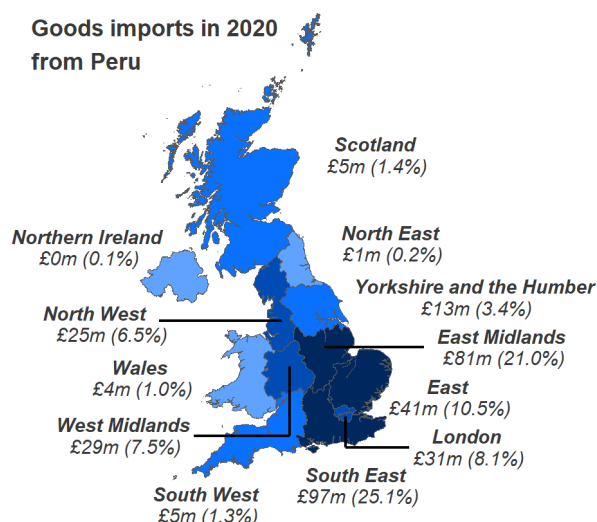 Goods imports in 2020
from Peru
Scotland
£5m (1.4%)
Northern Ireland
£0m (0.1%)
North East
£1m (0.2%)
Yorkshire and the Humber
£13m (3.4%)
North West
£25m (6.5%)
East Midlands
£81m (21.0%)
Wales
£4m (1.0%)
East
£41m (10.5%)
West Midlands
£29m (7.5%)
London
£31m (8.1%)
South East
£97m (25.1%)
South West
£5m (1.3%)